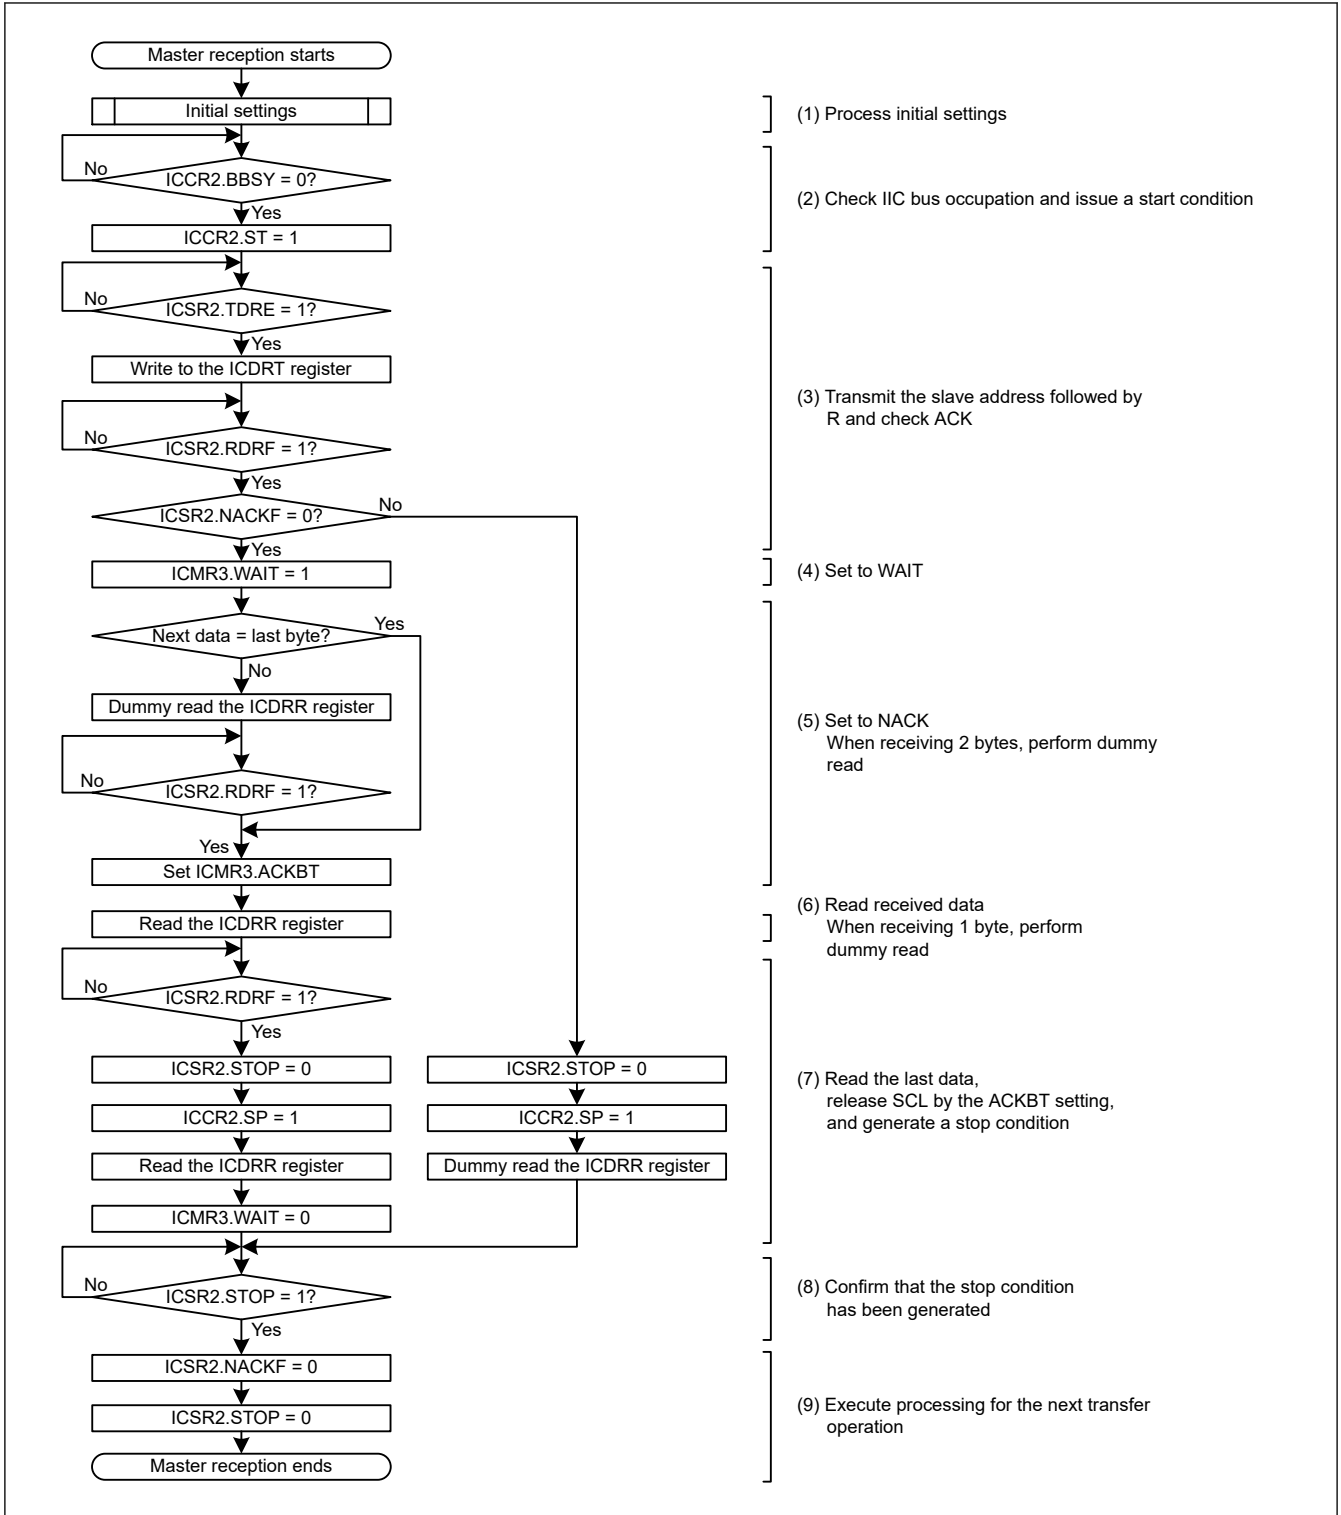 Master reception starts
Initial settings
(1) Process initial settings
No
ICCR2.BBSY = 0?
(2) Check IIC bus occupation and issue a start condition
Yes
ICCR2.ST = 1
No
ICSR2.TDRE = 1?
Yes
Write to the ICDRT register
(3) Transmit the slave address followed by
R and check ACK
No
ICSR2.RDRF = 1?
Yes
ICSR2.NACKF = 0?
No
Yes
ICMR3.WAIT = 1
(4) Set to WAIT
Next data = last byte?
Yes
No
Dummy read the ICDRR register
(5) Set to NACK
When receiving 2 bytes, perform dummy
read
No
ICSR2.RDRF = 1?
Yes
Set ICMR3.ACKBT
Read the ICDRR register
(6) Read received data
When receiving 1 byte, perform
dummy read
No
ICSR2.RDRF = 1?
Yes
ICSR2.STOP = 0
ICSR2.STOP = 0
(7) Read the last data,
release SCL by the ACKBT setting,
and generate a stop condition
ICCR2.SP = 1
ICCR2.SP = 1
Read the ICDRR register
Dummy read the ICDRR register
ICMR3.WAIT = 0
No
ICSR2.STOP = 1?
(8) Confirm that the stop condition
has been generated
Yes
ICSR2.NACKF = 0
ICSR2.STOP = 0
(9) Execute processing for the next transfer
operation
Master reception ends